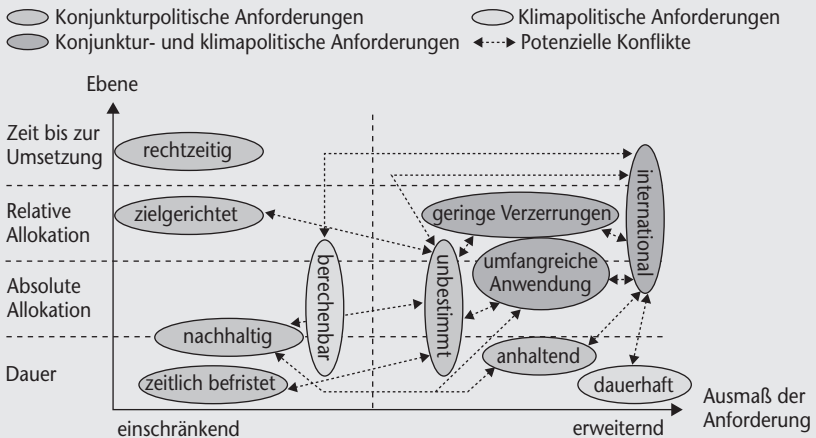 Konjunkturpolitische Anforderungen
Klimapolitische Anforderungen
Konjunktur- und klimapolitische Anforderungen
Potenzielle Konflikte
Ebene
Zeit bis zur
Umsetzung
rechtzeitig
international
Relative
Allokation
zielgerichtet
geringe Verzerrungen
berechenbar
unbestimmt
umfangreiche
Anwendung
Absolute
Allokation
nachhaltig
anhaltend
Dauer
zeitlich befristet
dauerhaft
Ausmaß der
Anforderung
einschränkend
erweiternd